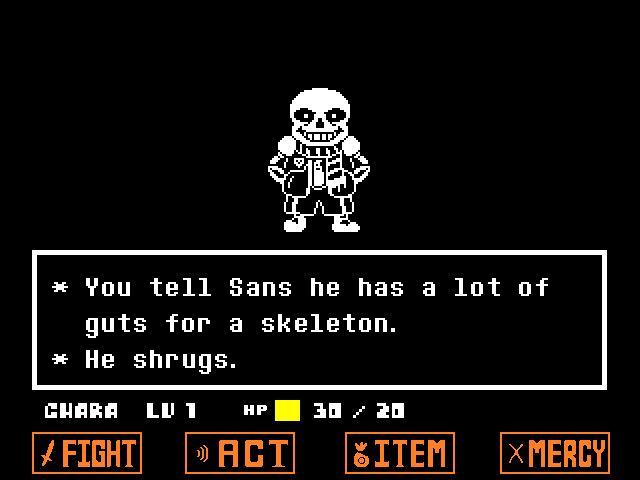 * You tell Sans he has a lot of
guts for a skeleton.
* He shrugs.
CHARA LV 1 HP 30 / 20
FIGHT ACT ITEM MERCY